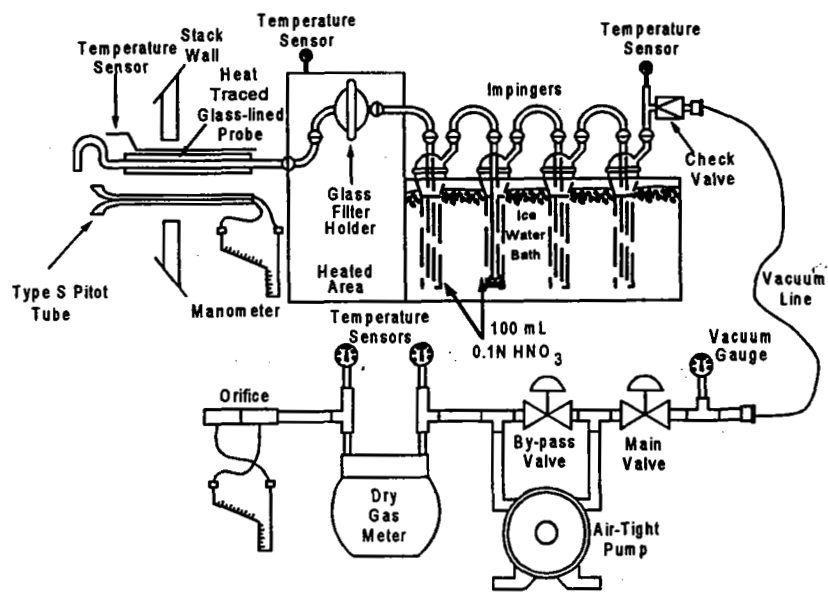 Temperature
Sensor
Stack
Wall
Temperature
Sensor
Heat
Traced
Glass-lined
Probe
Impingers
Temperature
Sensor
Check
Valve
Glass
Filter
Holder
Heated
Area
Ice
Water
Bath
Type S Pitot
Tube
Manometer
100 mL
0.1N HNO3
Vacuum
Line
Temperature
Sensors
Vacuum
Gauge
Orifice
By-pass
Valve
Main
Valve
Dry
Gas
Meter
Air-Tight
Pump